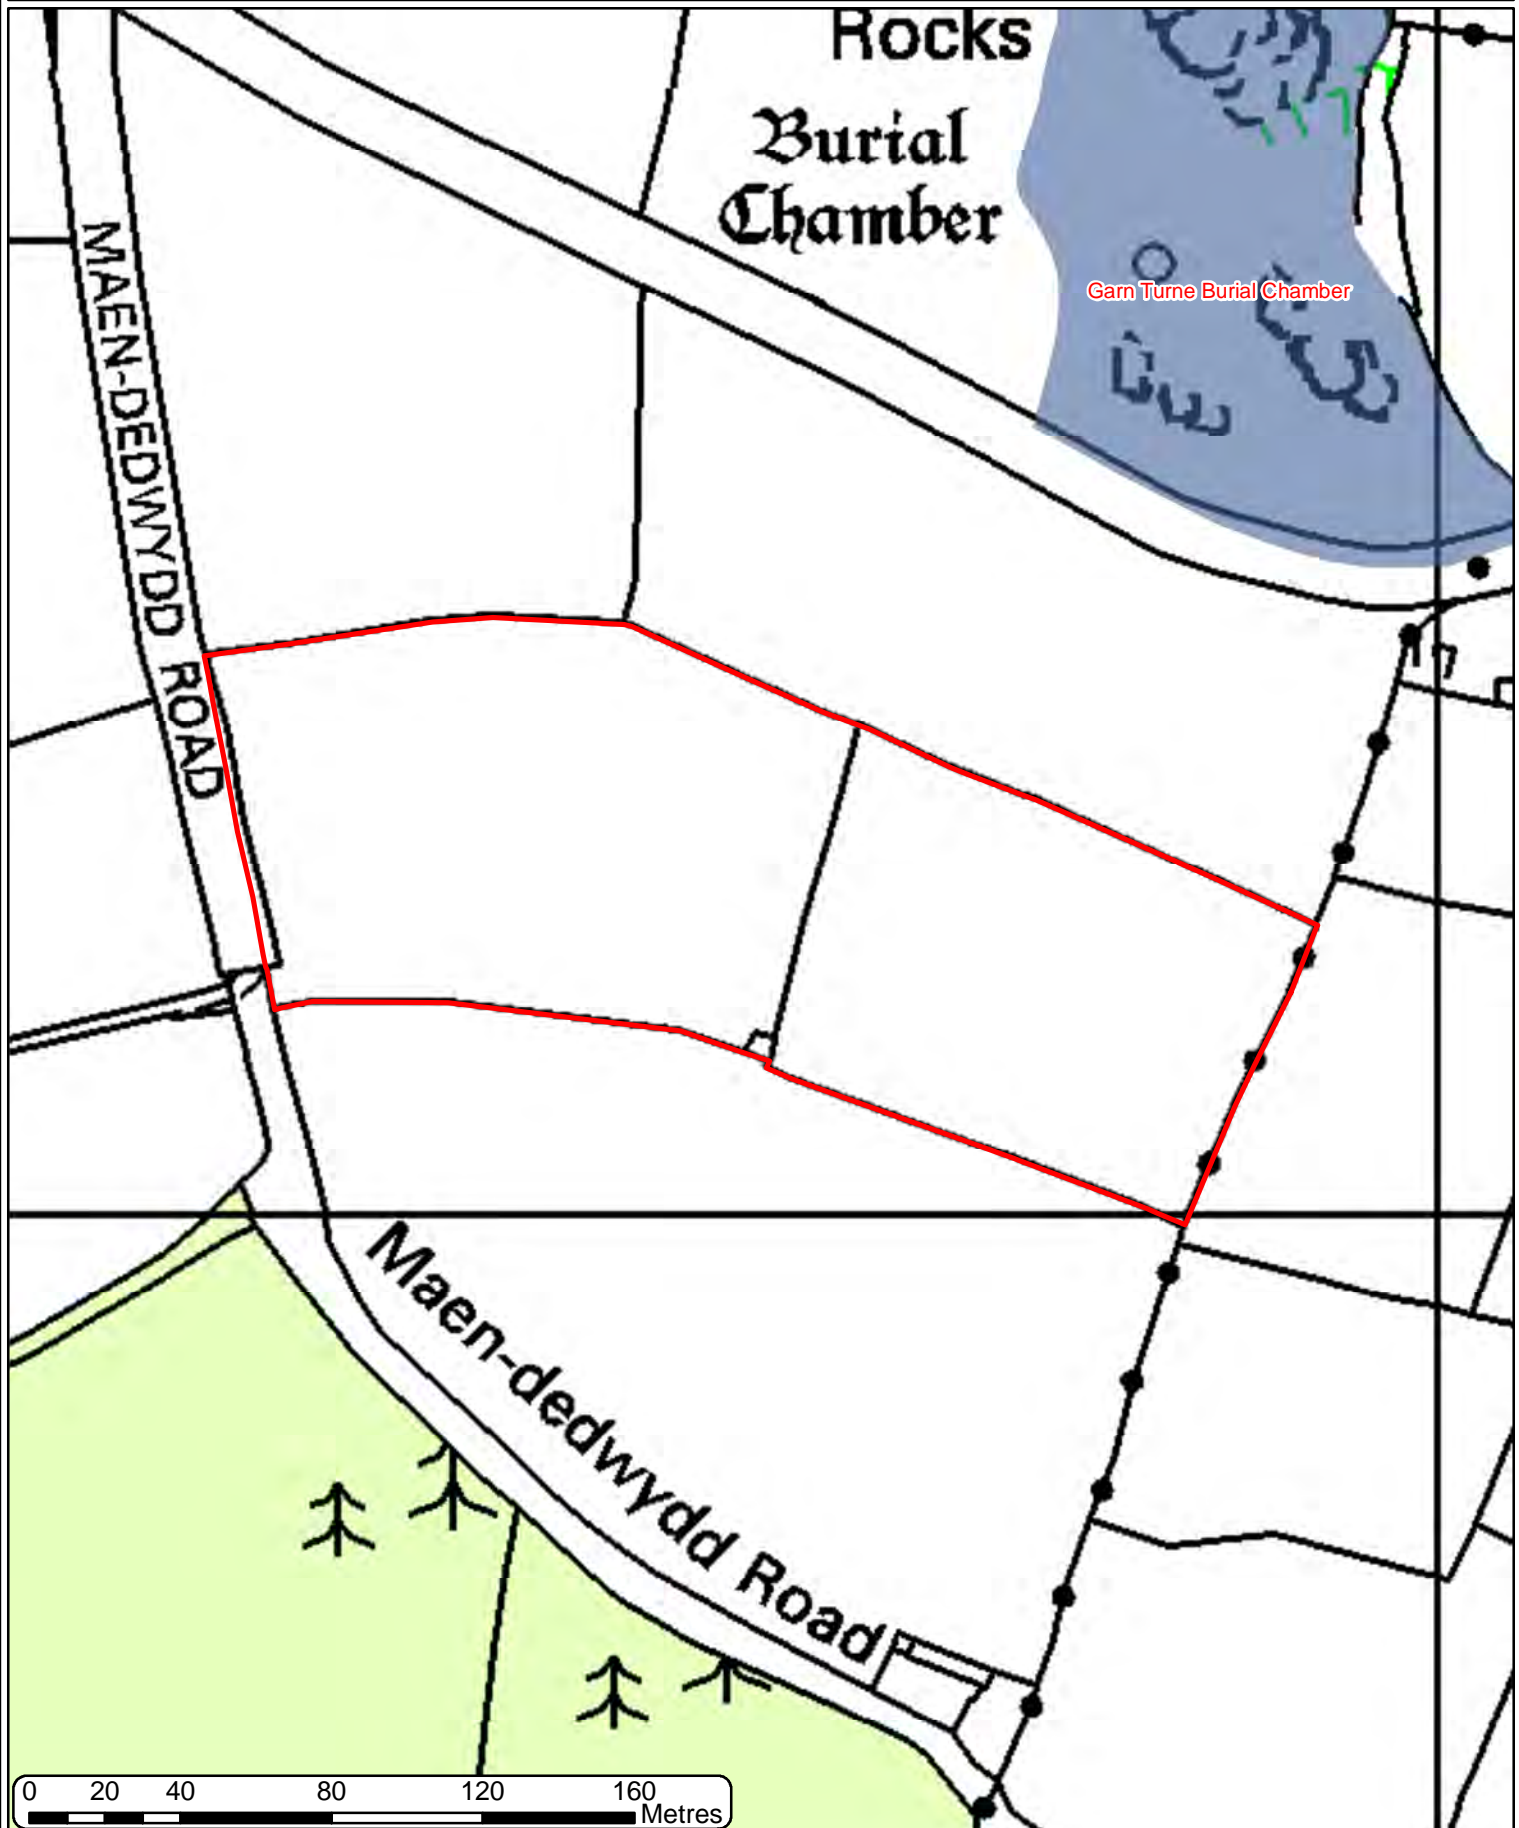 Rocks
Burial
Chamber
Garn Turne Burial Chamber
MAEN-DEDWYDD ROAD
Maen-dedwydd Road
0 20 40 80 120 160
Metres